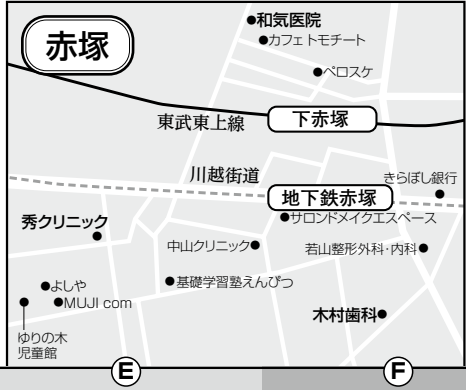 赤塚
●和気医院
●カフェトモチート
●ペロスケ
東武東上線
下赤塚
川越街道
きらぼし銀行
地下鉄赤塚
●サロンドメイクエスペース
秀クリニック
中山クリニック●
若山整形外科・内科●
●基礎学習塾えんぴつ
●よしや
●MUJI com
木村歯科●
ゆりの木
児童館
E
F